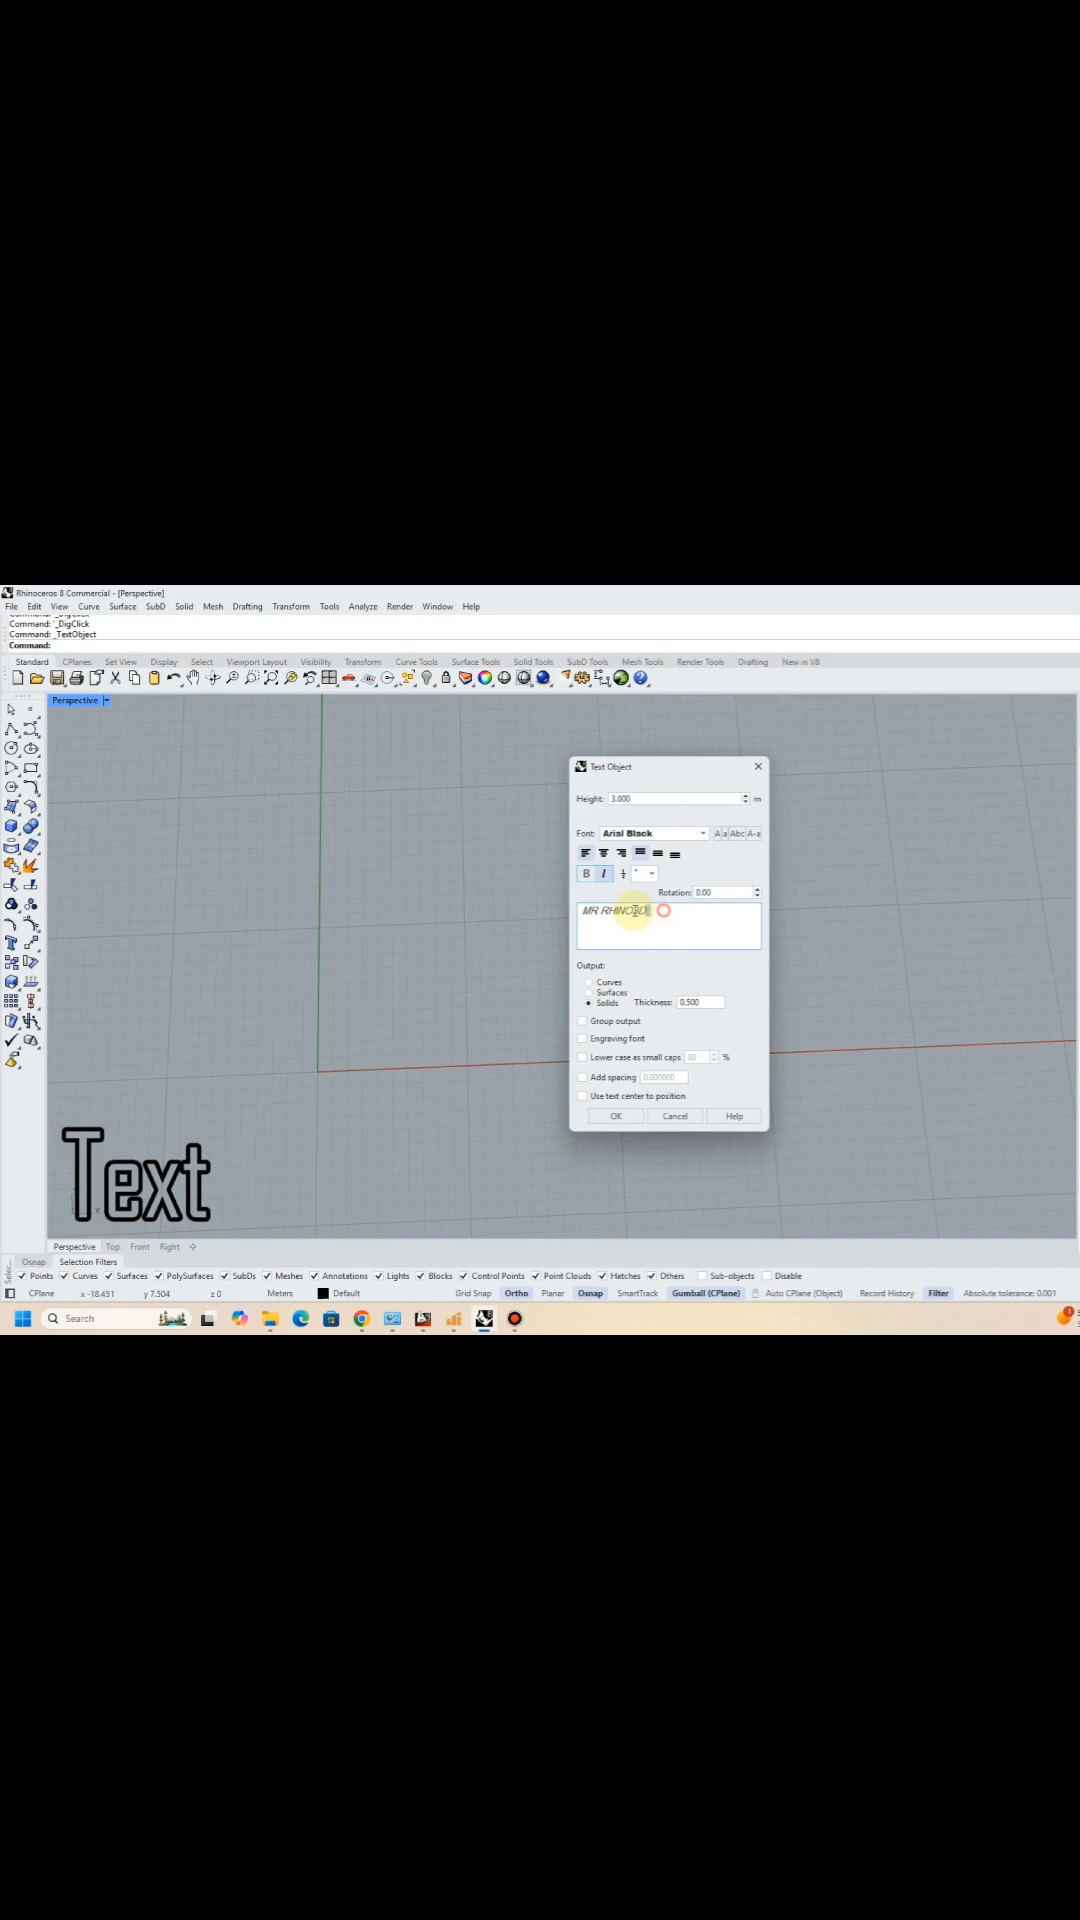 Rhinoceros 8 Commercial - [Perspective]
File Edit View Curve Surface SubD Solid Mesh Drafting Transform Tools Analyze Render Window Help
Command: '_DigClick
Command: _TextObject
Command:
Standard CPlanes Set View Display Select Viewport Layout Visibility Transform Curve Tools Surface Tools Solid Tools SubD Tools Mesh Tools Render Tools Drafting New in V8
Perspective
Text Object
Height: 3.000 m
Font: Arial Black
B I
Rotation: 0.00
MR RHINO3D
Output:
Curves
Surfaces
Solids Thickness: 0.500
Group output
Engraving font
Lower case as small caps 80 %
Add spacing 0.000000
Use text center to position
OK Cancel Help
Text
Perspective Top Front Right
Osnap Selection Filters
Points Curves Surfaces PolySurfaces SubDs Meshes Annotations Lights Blocks Control Points Point Clouds Hatches Others Sub-objects Disable
CPlane x -18.451 y 7.504 z 0 Meters Default Grid Snap Ortho Planar Osnap SmartTrack Gumball (CPlane) Auto CPlane (Object) Record History Filter Absolute tolerance: 0.001
Search